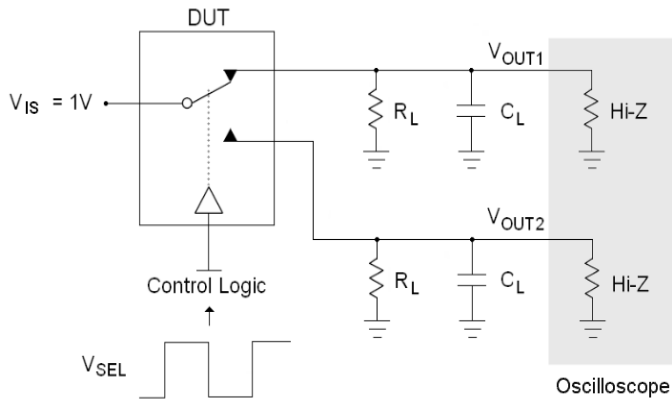 DUT
V_IS = 1V
V_OUT1
R_L
C_L
Hi-Z
V_OUT2
R_L
C_L
Hi-Z
Control Logic
V_SEL
Oscilloscope